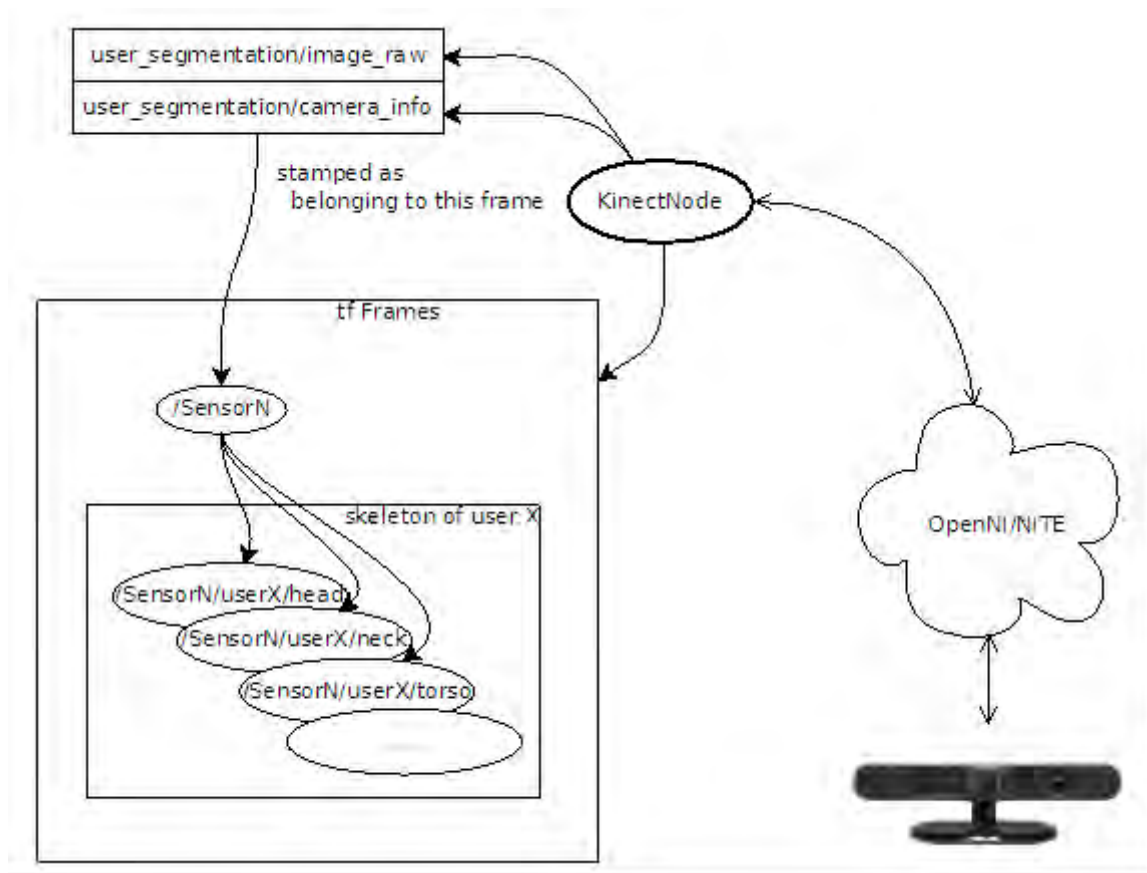 user_segmentation/image_raw
user_segmentation/camera_info
stamped as
belonging to this frame
KinectNode
tf Frames
/SensorN
skeleton of user X
OpenNI/NITE
/SensorN/userX/head
/SensorN/userX/neck
/SensorN/userX/torso